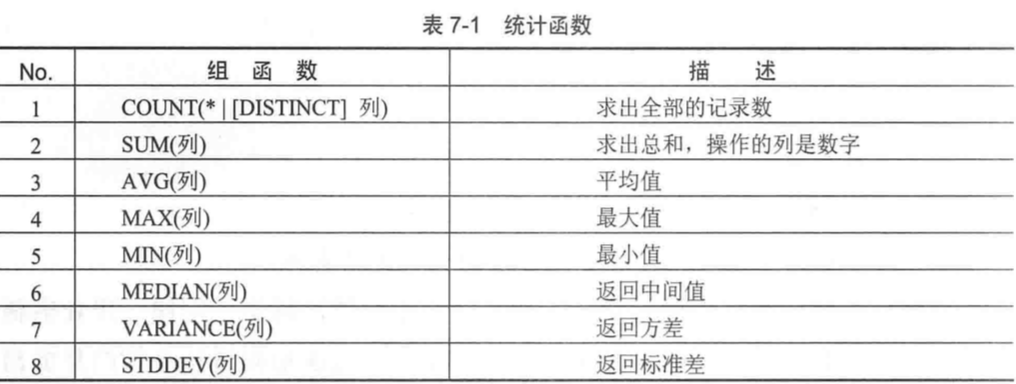 表 7-1 统计函数
No. 组函数 描述
1 COUNT(* | [DISTINCT] 列) 求出全部的记录数
2 SUM(列) 求出总和，操作的列是数字
3 AVG(列) 平均值
4 MAX(列) 最大值
5 MIN(列) 最小值
6 MEDIAN(列) 返回中间值
7 VARIANCE(列) 返回方差
8 STDDEV(列) 返回标准差